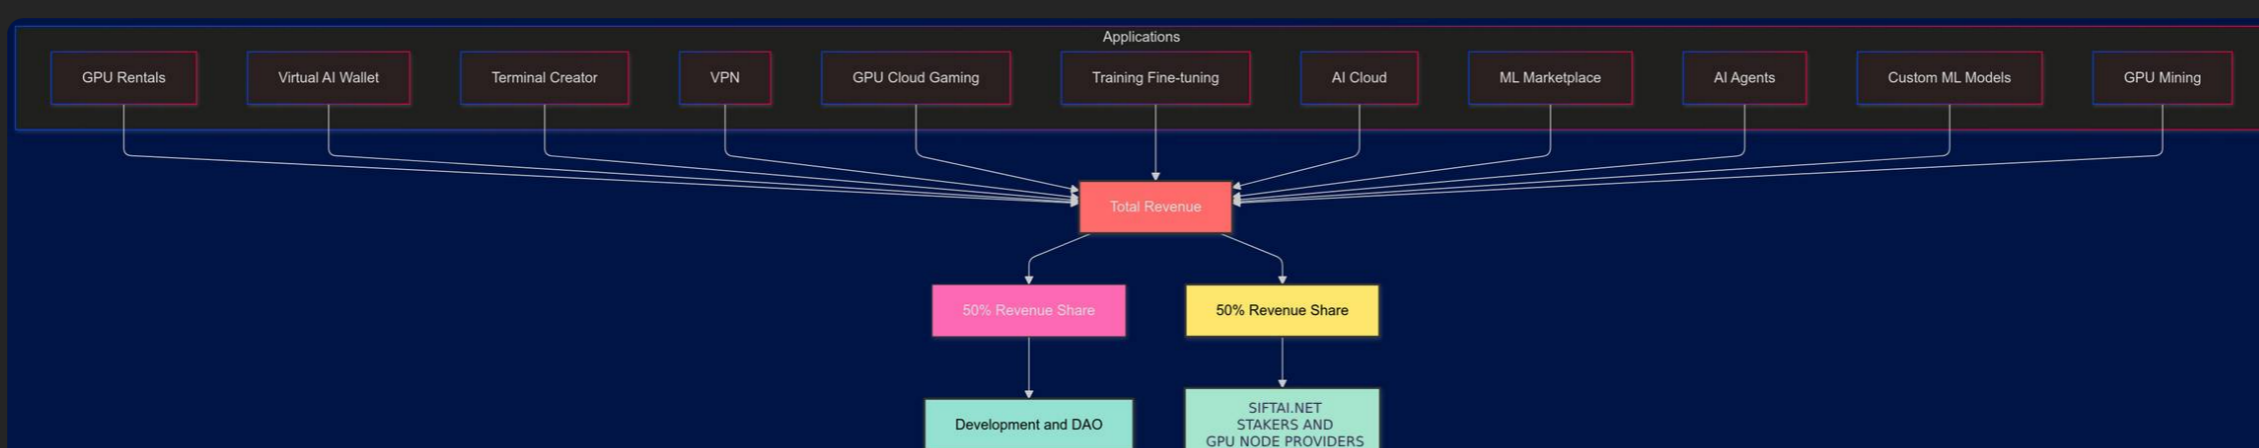 Applications
GPU Rentals
Virtual AI Wallet
Terminal Creator
VPN
GPU Cloud Gaming
Training Fine-tuning
AI Cloud
ML Marketplace
AI Agents
Custom ML Models
GPU Mining
Total Revenue
50% Revenue Share
50% Revenue Share
Development and DAO
SIFTAI.NET
STAKERS AND
GPU NODE PROVIDERS